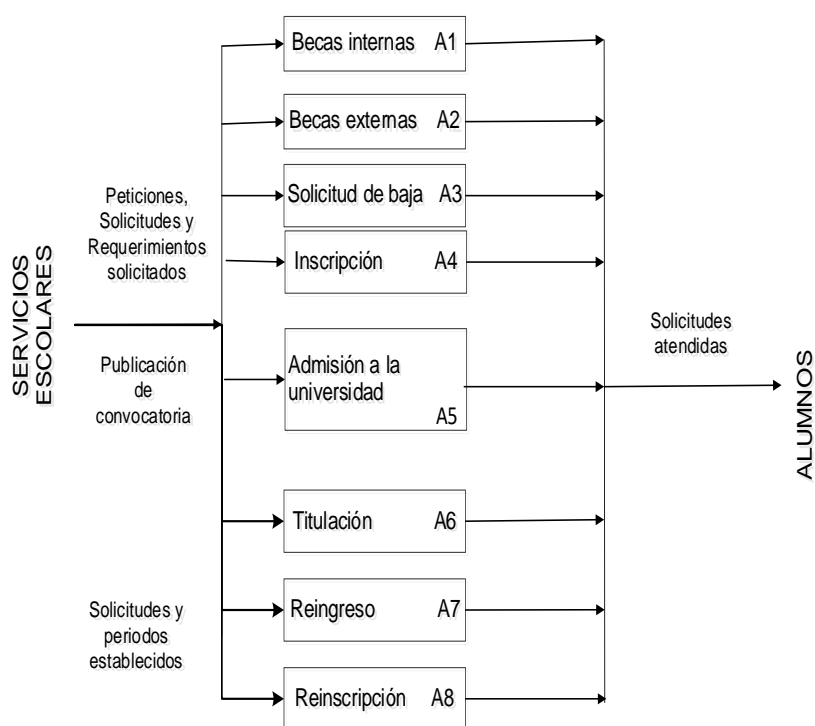 SERVICIOS
ESCOLARES
Peticiones,
Solicitudes y
Requerimientos
solicitados
Publicación
de
convocatoria
Solicitudes y
periodos
establecidos
Becas internas A1
Becas externas A2
Solicitud de baja A3
Inscripción A4
Admisión a la
universidad
A5
Titulación A6
Reingreso A7
Reinscripción A8
Solicitudes
atendidas
ALUMNOS